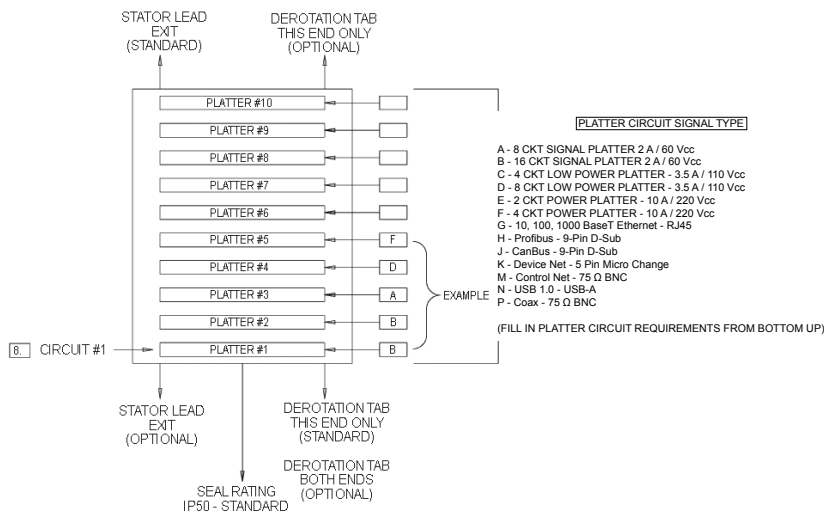 STATOR LEAD
EXIT
(STANDARD)
DEROTATION TAB
THIS END ONLY
(OPTIONAL)
PLATTER #10
PLATTER #9
PLATTER #8
PLATTER #7
PLATTER #6
PLATTER #5
F
PLATTER #4
D
PLATTER #3
A
PLATTER #2
B
8. CIRCUIT #1
PLATTER #1
B
EXAMPLE
PLATTER CIRCUIT SIGNAL TYPE
A - 8 CKT SIGNAL PLATTER 2 A / 60 Vcc
B - 16 CKT SIGNAL PLATTER 2 A / 60 Vcc
C - 4 CKT LOW POWER PLATTER - 3.5 A / 110 Vcc
D - 8 CKT LOW POWER PLATTER - 3.5 A / 110 Vcc
E - 2 CKT POWER PLATTER - 10 A / 220 Vcc
F - 4 CKT POWER PLATTER - 10 A / 220 Vcc
G - 10, 100, 1000 BaseT Ethernet - RJ45
H - Profibus - 9-Pin D-Sub
J - CanBus - 9-Pin D-Sub
K - Device Net - 5 Pin Micro Change
M - Control Net - 75 Ω BNC
N - USB 1.0 - USB-A
P - Coax - 75 Ω BNC
(FILL IN PLATTER CIRCUIT REQUIREMENTS FROM BOTTOM UP)
STATOR LEAD
EXIT
(OPTIONAL)
DEROTATION TAB
THIS END ONLY
(STANDARD)
DEROTATION TAB
BOTH ENDS
(OPTIONAL)
SEAL RATING
IP50 - STANDARD